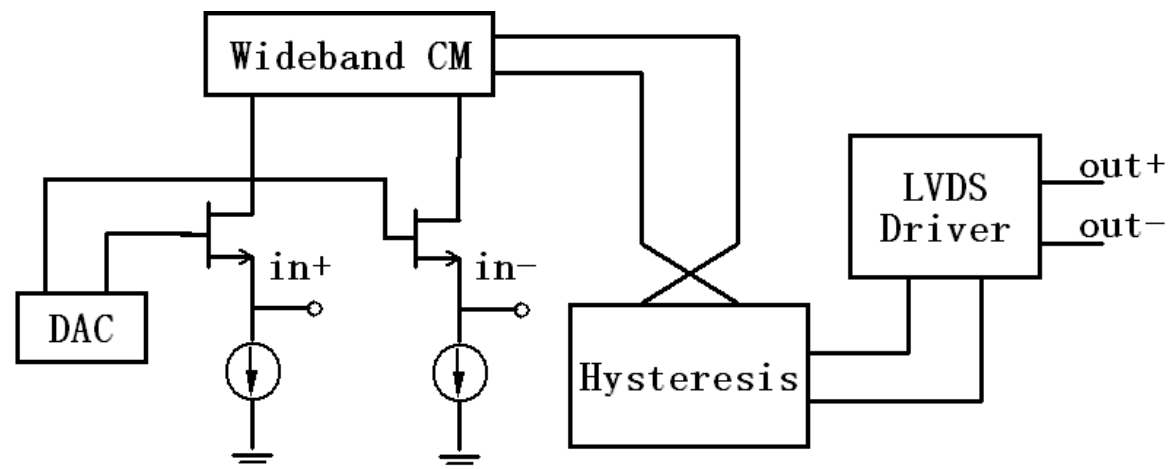 Wideband CM
LVDS
Driver
out+
out-
in+
in-
DAC
Hysteresis